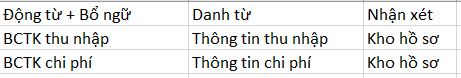 Động từ + Bổ ngữ Danh từ Nhận xét
BCTK thu nhập Thông tin thu nhập Kho hồ sơ
BCTK chi phí Thông tin chi phí Kho hồ sơ